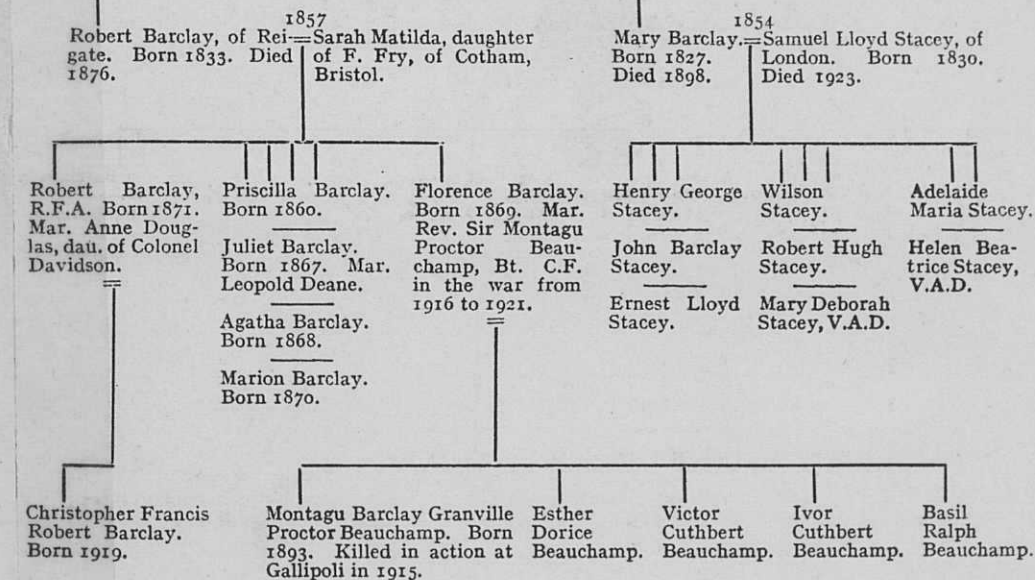 1857
Robert Barclay, of Rei-
gate. Born 1833. Died
1876.
Sarah Matilda, daughter
of F. Fry, of Cotham,
Bristol.
1854
Mary Barclay.
Born 1827.
Died 1898.
Samuel Lloyd Stacey, of
London. Born 1830.
Died 1923.
Robert Barclay,
R.F.A. Born 1871.
Mar. Anne Doug-
las, dau. of Colonel
Davidson.
Priscilla Barclay.
Born 1860.
Juliet Barclay.
Born 1867. Mar.
Leopold Deane.
Agatha Barclay.
Born 1868.
Marion Barclay.
Born 1870.
Florence Barclay.
Born 1869. Mar.
Rev. Sir Montagu
Proctor Beau-
champ, Bt. C.F.
in the war from
1916 to 1921.
Henry George
Stacey.
John Barclay
Stacey.
Ernest Lloyd
Stacey.
Wilson
Stacey.
Robert Hugh
Stacey.
Mary Deborah
Stacey, V.A.D.
Adelaide
Maria Stacey.
Helen Bea-
trice Stacey,
V.A.D.
Christopher Francis
Robert Barclay.
Born 1919.
Montagu Barclay Granville
Proctor Beauchamp. Born
1893. Killed in action at
Gallipoli in 1915.
Esther
Dorice
Beauchamp.
Victor
Cuthbert
Beauchamp.
Ivor
Cuthbert
Beauchamp.
Basil
Ralph
Beauchamp.